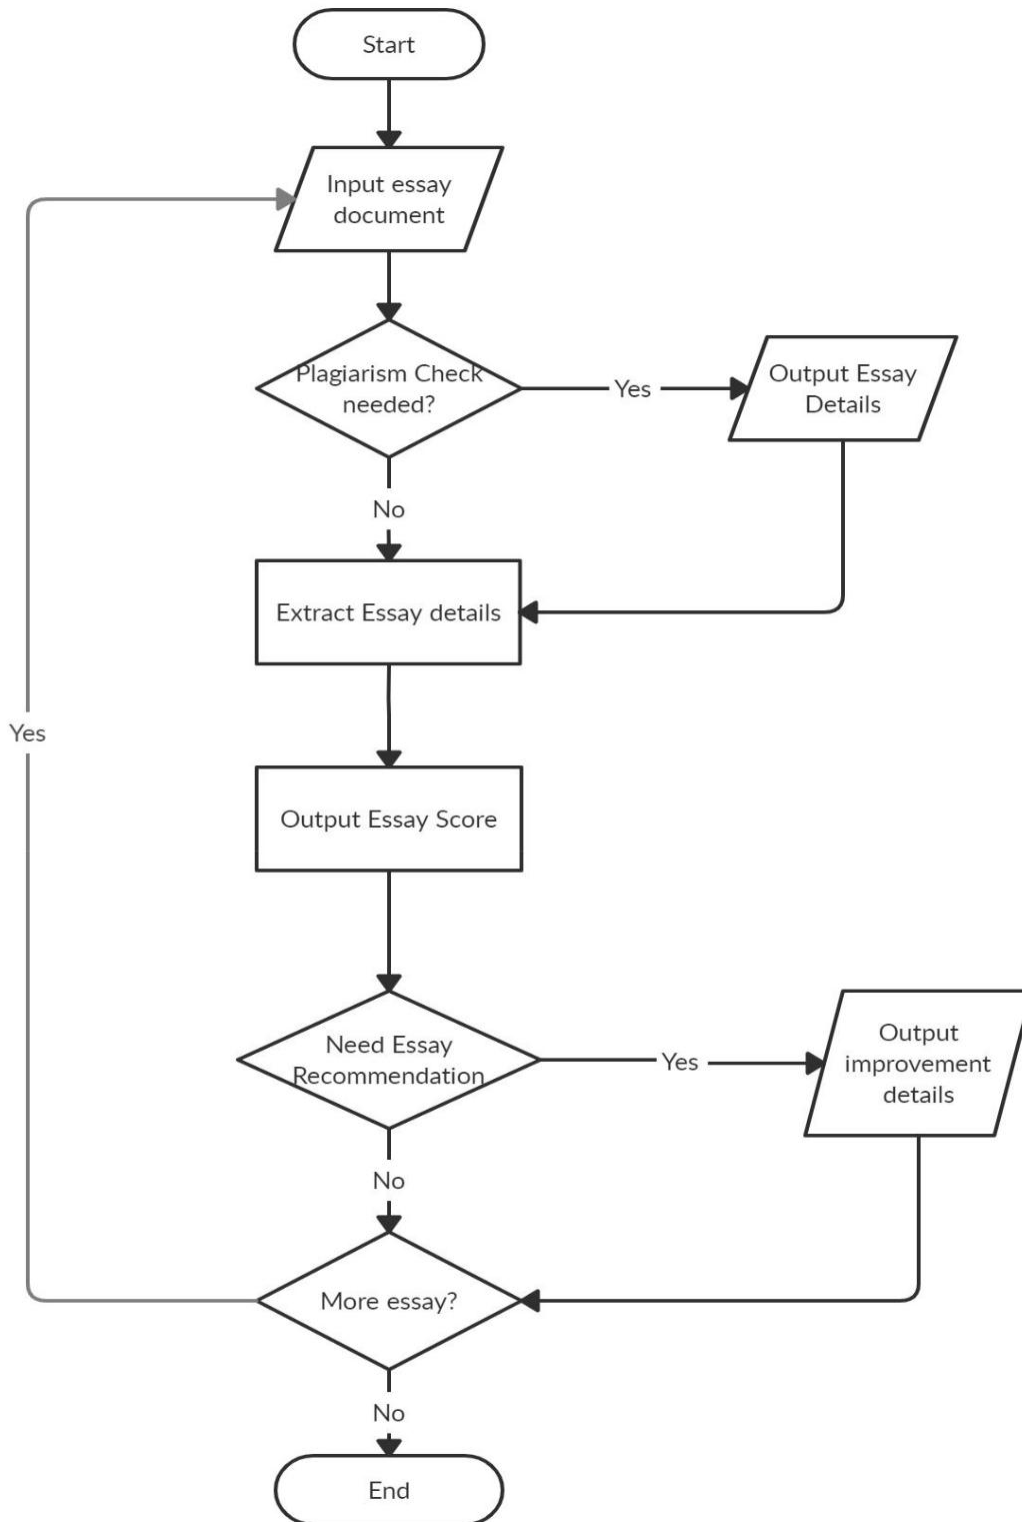 Start
Input essay
document
Plagiarism Check
needed?
Yes
Output Essay
Details
No
Extract Essay details
Yes
Output Essay Score
Need Essay
Recommendation
Yes
Output
improvement
details
No
More essay?
No
End